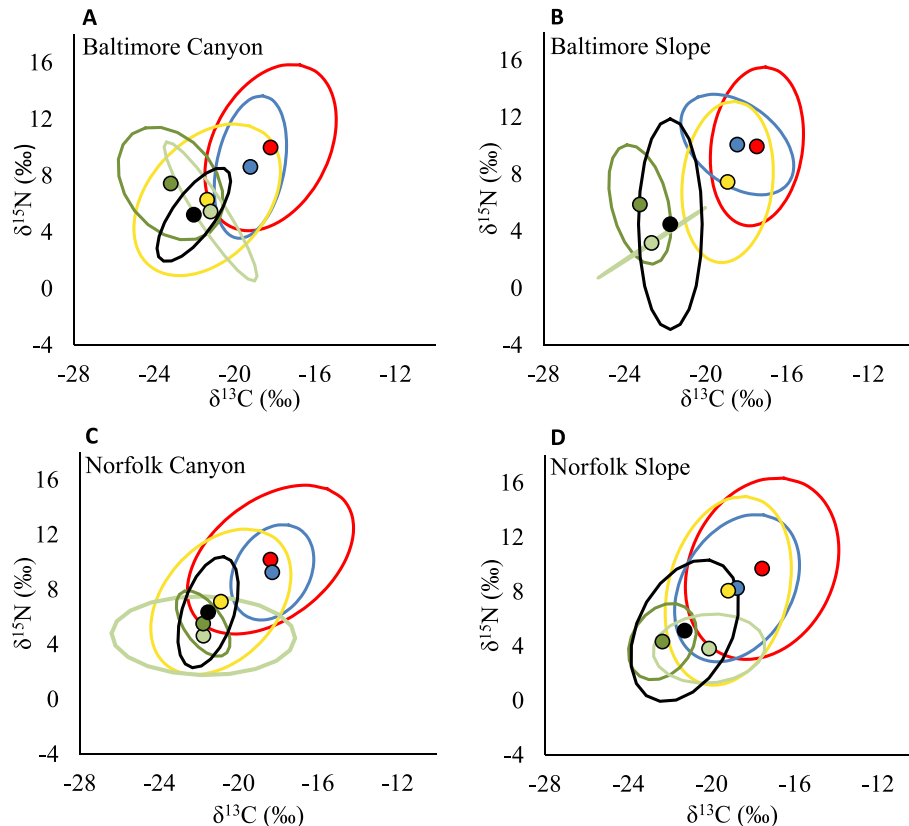 A
Baltimore Canyon
16
12
8
4
0
-4
δ¹⁵N (‰)
-28 -24 -20 -16 -12
δ¹³C (‰)
B
Baltimore Slope
16
12
8
4
0
-4
δ¹⁵N (‰)
-28 -24 -20 -16 -12
δ¹³C (‰)
C
Norfolk Canyon
16
12
8
4
0
-4
δ¹⁵N (‰)
-28 -24 -20 -16 -12
δ¹³C (‰)
D
Norfolk Slope
16
12
8
4
0
-4
δ¹⁵N (‰)
-28 -24 -20 -16 -12
δ¹³C (‰)